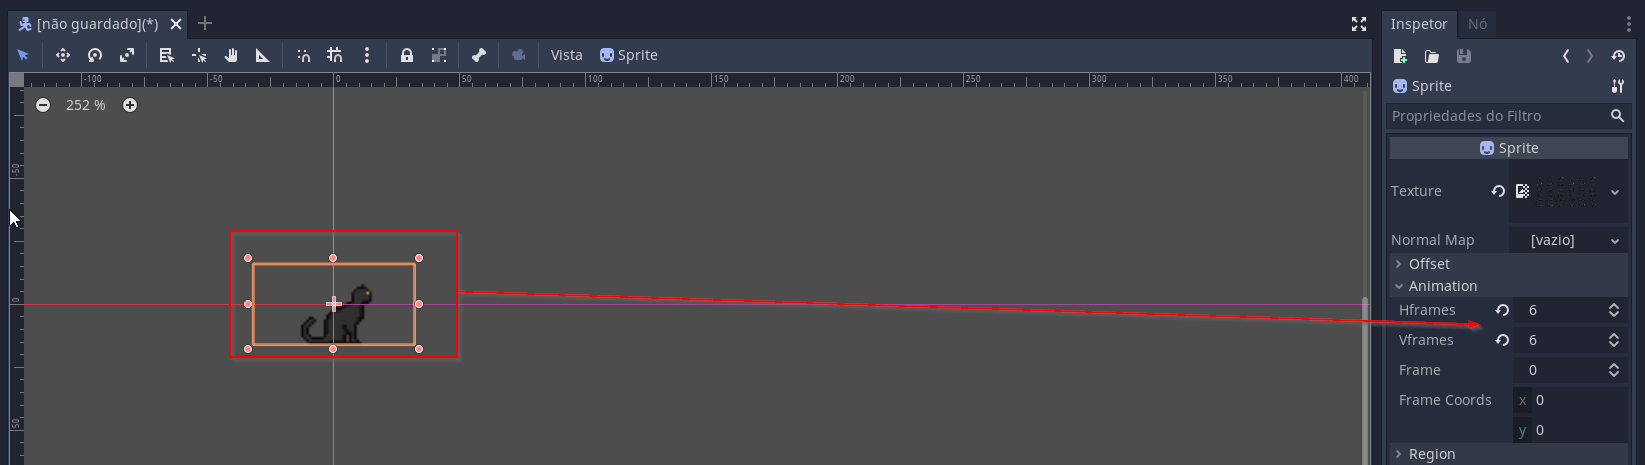 [não guardado](*)
Inspetor Nó
Vista Sprite
-100 -50 0 50 100 150 200 250 300 350 400
Sprite
252 %
Propriedades do Filtro
Sprite
-50
Texture
Normal Map [vazio]
Offset
Animation
0
Hframes 6
Vframes 6
Frame 0
Frame Coords x 0
50
y 0
Region